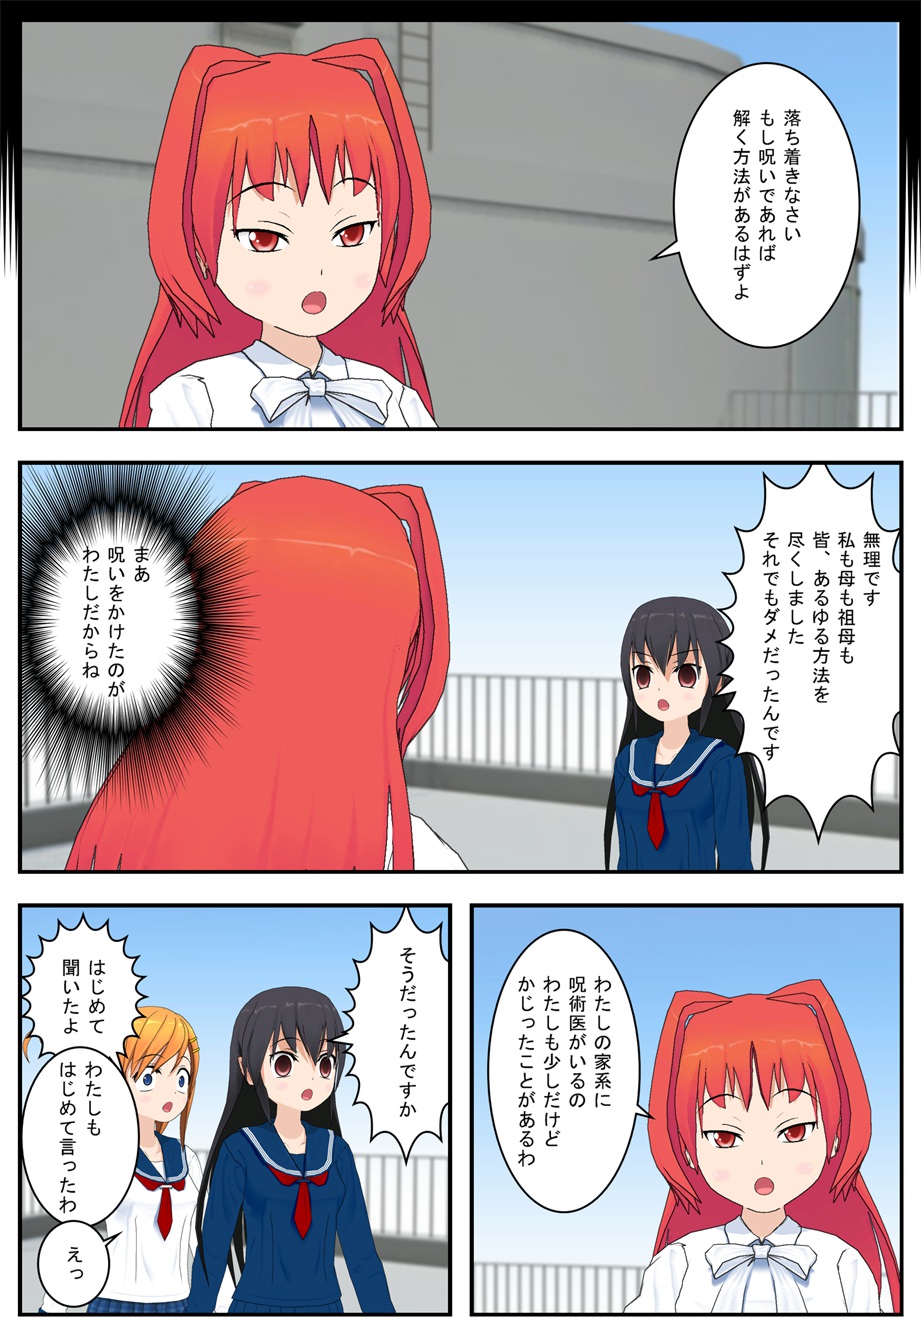 落ち着きなさい
もし呪いであれば
解く方法があるはずよ
無理です
私も母も祖母も
皆、あるゆる方法を
尽くしました
それでもダメだったんです
まあ
呪いをかけたのが
わたしだからね
わたしの家系に
呪術医がいるの
わたしも少しだけど
かじったことがあるわ
そうだったんですか
はじめて
聞いたよ
わたしも
はじめて言ったわ
えっ